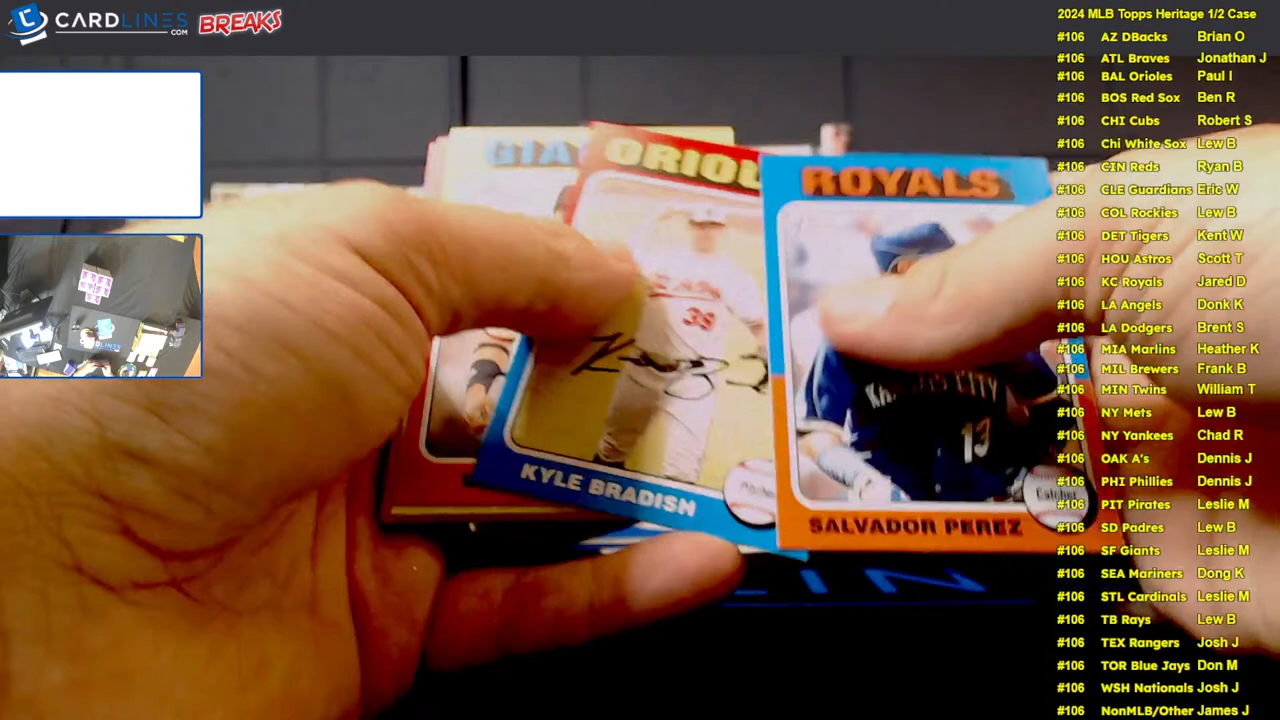 CARDLINES
.COM
BREAKS
2024 MLB Topps Heritage 1/2 Case
#106 AZ DBacks Brian O
#106 ATL Braves Jonathan J
#106 BAL Orioles Paul I
#106 BOS Red Sox Ben R
#106 CHI Cubs Robert S
#106 Chi White Sox Lew B
#106 CIN Reds Ryan B
#106 CLE Guardians Eric W
#106 COL Rockies Lew B
#106 DET Tigers Kent W
#106 HOU Astros Scott T
#106 KC Royals Jared D
#106 LA Angels Donk K
#106 LA Dodgers Brent S
#106 MIA Marlins Heather K
#106 MIL Brewers Frank B
#106 MIN Twins William T
#106 NY Mets Lew B
#106 NY Yankees Chad R
#106 OAK A's Dennis J
#106 PHI Phillies Dennis J
#106 PIT Pirates Leslie M
#106 SD Padres Lew B
#106 SF Giants Leslie M
#106 SEA Mariners Dong K
#106 STL Cardinals Leslie M
#106 TB Rays Lew B
#106 TEX Rangers Josh J
#106 TOR Blue Jays Don M
#106 WSH Nationals Josh J
#106 NonMLB/Other James J
GIA
ORIOL
38
KYLE BRADISH
ROYALS
KANSAS CITY
13
Catcher
SALVADOR PEREZ